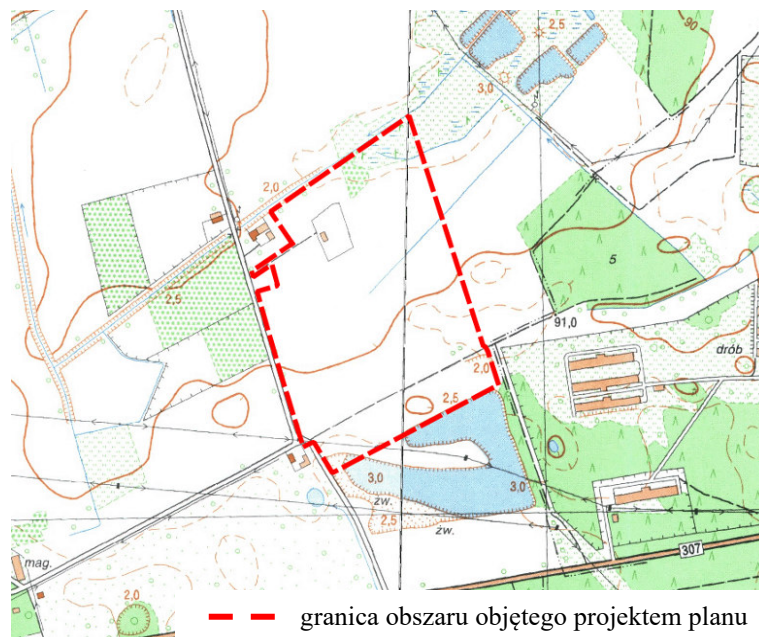 2,5
90
3,0
2,0
2,5
5
91,0
drób
2,0
2,5
3,0
3,0
żw.
2,5
żw.
307
mag.
2,0
granica obszaru objętego projektem planu